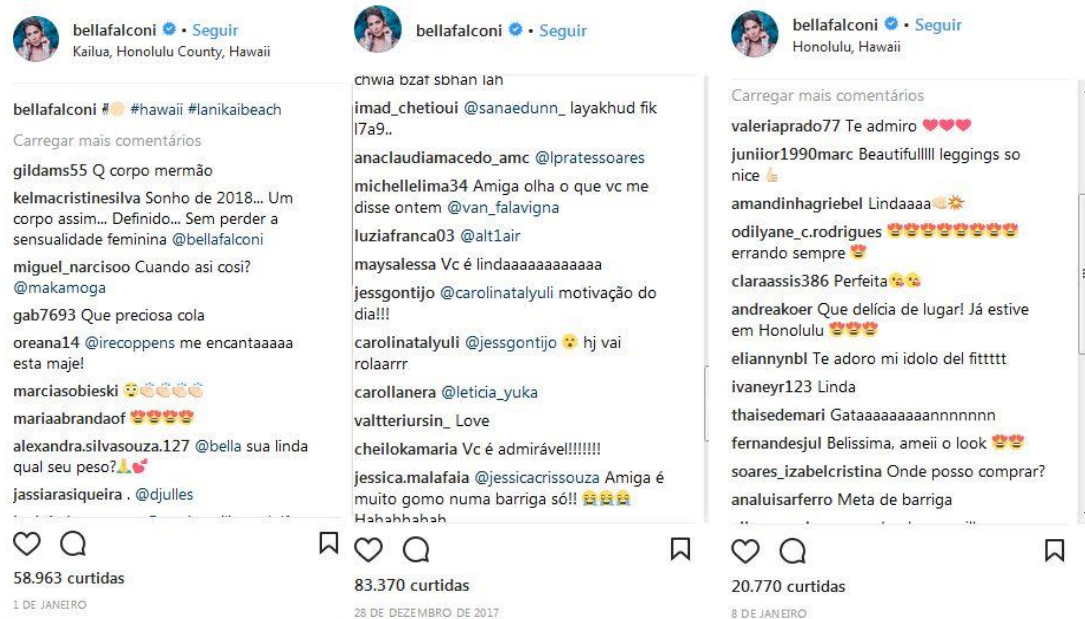 bellafalconi • Seguir
Kailua, Honolulu County, Hawaii
bellafalconi #🏼 #hawaii #lanikaibeach
Carregar mais comentários
gildams55 Q corpo mermão
kelmacristinesilva Sonho de 2018... Um
corpo assim... Definido... Sem perder a
sensualidade feminina @bellafalconi
miguel_narcisoo Cuando asi cosi?
@makamoga
gab7693 Que preciosa cola
oreana14 @irecoppens me encantaaaaa
esta maje!
marciasobieski 😳👏🏻👏🏻👏🏻👏🏻
mariaabrandaof 😍😍😍😍
alexandra.silvasouza.127 @bella sua linda
qual seu peso?🙏💕
jassiarasiqueira . @djulles
58.963 curtidas
1 DE JANEIRO
bellafalconi • Seguir
chwia bzaf sbhan lah
imad_chetioui @sanaedunn_ layakhud fik
l7a9..
anaclaudiamacedo_amc @lpratessoares
michellelima34 Amiga olha o que vc me
disse ontem @van_falavigna
luziafranca03 @alt1air
maysalessa Vc é lindaaaaaaaaaaaa
jessgontijo @carolinatalyuli motivação do
dia!!!
carolinatalyuli @jessgontijo 😮 hj vai
rolaarrr
carollanera @leticia_yuka
valtteriursin_ Love
cheilokamaria Vc é admirável!!!!!!!!
jessica.malafaia @jessicacrissouza Amiga é
muito gomo numa barriga só!! 😭😭😭
Hahahhahah
83.370 curtidas
28 DE DEZEMBRO DE 2017
bellafalconi • Seguir
Honolulu, Hawaii
Carregar mais comentários
valeriaprado77 Te admiro ❤❤❤
juniior1990marc Beautifulllll leggings so
nice 👍🏻
amandinhagriebel Lindaaaa👊🏻💥
odilyane_c.rodrigues 😍😍😍😍😍😍😍😍
errando sempre 😍
claraassis386 Perfeita😘😘
andreakoer Que delícia de lugar! Já estive
em Honolulu 😍😍😍
eliannynbl Te adoro mi idolo del fittttt
ivaneyr123 Linda
thaisedemari Gataaaaaaaaannnnnnn
fernandesjul Belissima, ameii o look 😍😍
soares_izabelcristina Onde posso comprar?
analuisarferro Meta de barriga
20.770 curtidas
8 DE JANEIRO